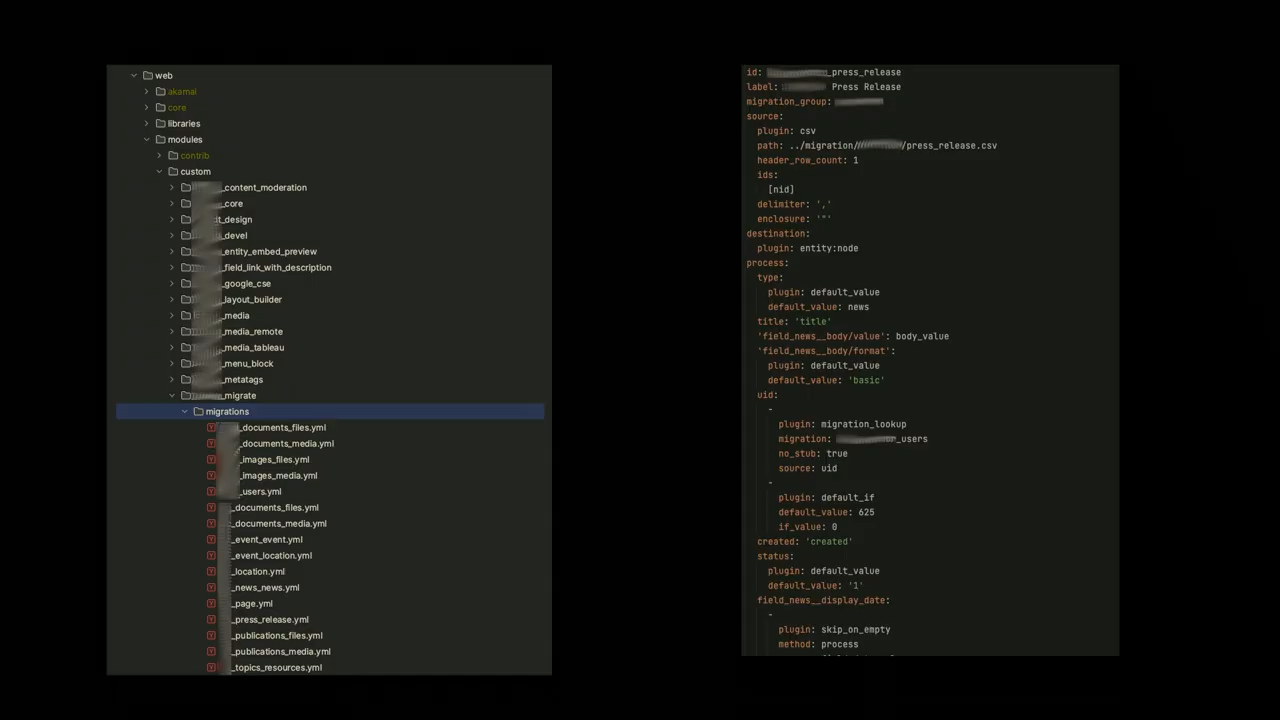 web
akamai
core
libraries
modules
contrib
custom
_content_moderation
_core
_design
_devel
_entity_embed_preview
_field_link_with_description
_google_cse
_layout_builder
_media
_media_remote
_media_tableau
_menu_block
_metatags
_migrate
migrations
_documents_files.yml
_documents_media.yml
_images_files.yml
_images_media.yml
_users.yml
_documents_files.yml
_documents_media.yml
_event_event.yml
_event_location.yml
_location.yml
_news_news.yml
_page.yml
_press_release.yml
_publications_files.yml
_publications_media.yml
_topics_resources.yml
id: _press_release
label: Press Release
migration_group:
source:
plugin: csv
path: ../migration/ /press_release.csv
header_row_count: 1
ids:
[nid]
delimiter: ','
enclosure: '"'
destination:
plugin: entity:node
process:
type:
plugin: default_value
default_value: news
title: 'title'
'field_news__body/value': body_value
'field_news__body/format':
plugin: default_value
default_value: 'basic'
uid:
-
plugin: migration_lookup
migration: _users
no_stub: true
source: uid
-
plugin: default_if
default_value: 625
if_value: 0
created: 'created'
status:
plugin: default_value
default_value: '1'
field_news__display_date:
-
plugin: skip_on_empty
method: process